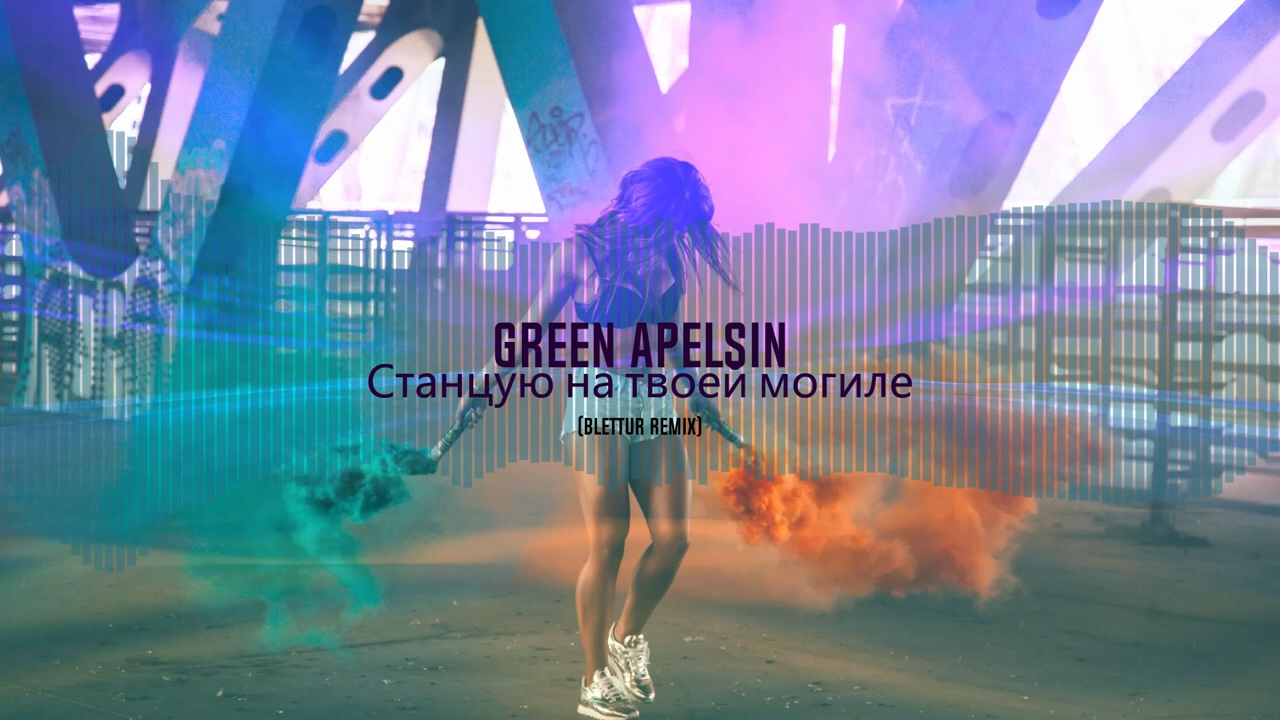 GREEN APELSIN
Станцую на твоей могиле
(BLETTUR REMIX)